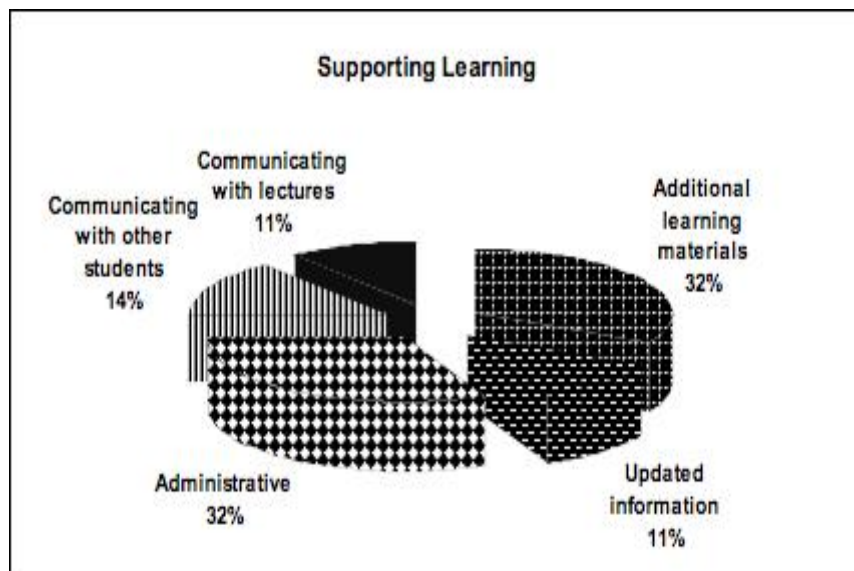 Supporting Learning
Communicating
with lectures
11%
Communicating
with other
students
14%
Additional
learning
materials
32%
Administrative
32%
Updated
information
11%